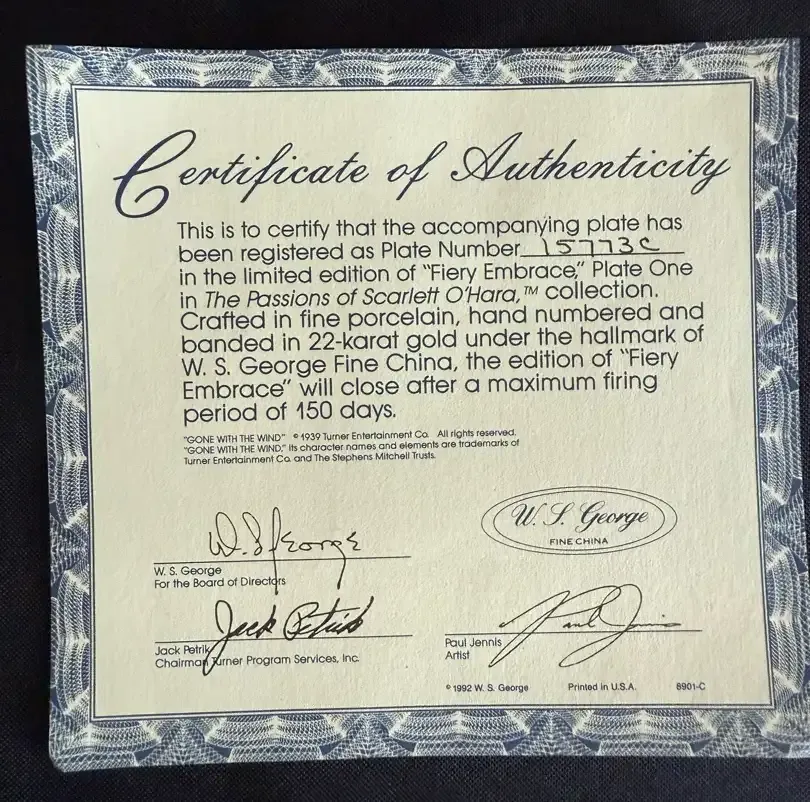 Certificate of Authenticity
This is to certify that the accompanying plate has
been registered as Plate Number 15773C
in the limited edition of "Fiery Embrace," Plate One
in The Passions of Scarlett O'Hara,™ collection.
Crafted in fine porcelain, hand numbered and
banded in 22-karat gold under the hallmark of
W. S. George Fine China, the edition of "Fiery
Embrace" will close after a maximum firing
period of 150 days.
"GONE WITH THE WIND" © 1939 Turner Entertainment Co. All rights reserved.
"GONE WITH THE WIND," its character names and elements are trademarks of
Turner Entertainment Co. and The Stephens Mitchell Trusts.
W. S. George
FINE CHINA
W. S. George
W. S. George
For the Board of Directors
Jack Petrik
Jack Petrik
Chairman Turner Program Services, Inc.
Paul Jennis
Paul Jennis
Artist
© 1992 W. S. George Printed in U.S.A. 8901-C